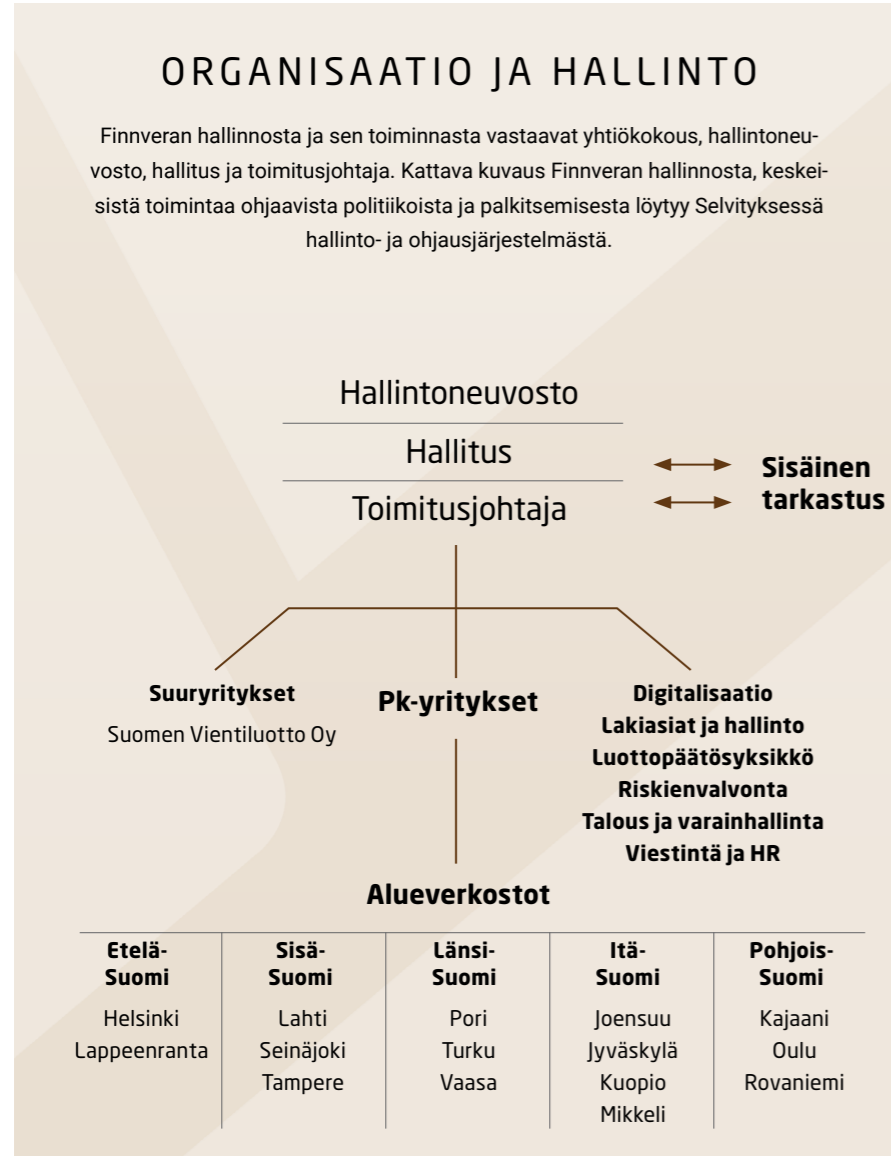 ORGANISAATIO JA HALLINTO
Finnveran hallinnosta ja sen toiminnasta vastaavat yhtiökokous, hallintoneu-
vosto, hallitus ja toimitusjohtaja. Kattava kuvaus Finnveran hallinnosta, keskei-
sistä toimintaa ohjaavista politiikoista ja palkitsemisesta löytyy Selvityksessä
hallinto- ja ohjausjärjestelmästä.
Hallintoneuvosto
Hallitus
Toimitusjohtaja
Sisäinen
tarkastus
Suuryritykset
Suomen Vientiluotto Oy
Pk-yritykset
Digitalisaatio
Lakiasiat ja hallinto
Luottopäätösyksikkö
Riskienvalvonta
Talous ja varainhallinta
Viestintä ja HR
Alueverkostot
Etelä-
Suomi
Helsinki
Lappeenranta
Sisä-
Suomi
Lahti
Seinäjoki
Tampere
Länsi-
Suomi
Pori
Turku
Vaasa
Itä-
Suomi
Joensuu
Jyväskylä
Kuopio
Mikkeli
Pohjois-
Suomi
Kajaani
Oulu
Rovaniemi